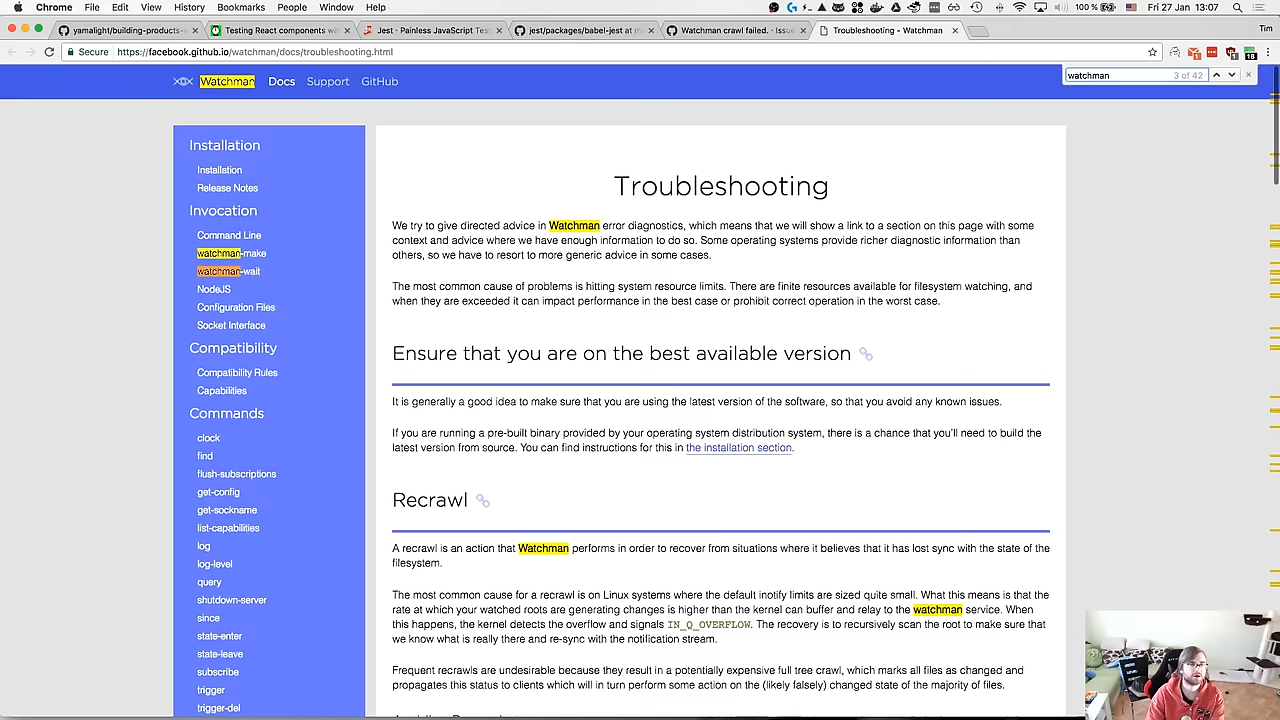 Chrome File Edit View History Bookmarks People Window Help 100 % Fri 27 Jan 13:07
yamalight/building-products-w Testing React components wi Jest · Painless JavaScript Tes jest/packages/babel-jest at m Watchman crawl failed. · Issue Troubleshooting - Watchman Tim
Secure https://facebook.github.io/watchman/docs/troubleshooting.html
Watchman Docs Support GitHub
watchman 3 of 42
Installation
Installation
Release Notes
Invocation
Command Line
watchman-make
watchman-wait
NodeJS
Configuration Files
Socket Interface
Compatibility
Compatibility Rules
Capabilities
Commands
clock
find
flush-subscriptions
get-config
get-sockname
list-capabilities
log
log-level
query
shutdown-server
since
state-enter
state-leave
subscribe
trigger
trigger-del
Troubleshooting
We try to give directed advice in Watchman error diagnostics, which means that we will show a link to a section on this page with some
context and advice where we have enough information to do so. Some operating systems provide richer diagnostic information than
others, so we have to resort to more generic advice in some cases.
The most common cause of problems is hitting system resource limits. There are finite resources available for filesystem watching, and
when they are exceeded it can impact performance in the best case or prohibit correct operation in the worst case.
Ensure that you are on the best available version
It is generally a good idea to make sure that you are using the latest version of the software, so that you avoid any known issues.
If you are running a pre-built binary provided by your operating system distribution system, there is a chance that you'll need to build the
latest version from source. You can find instructions for this in the installation section.
Recrawl
A recrawl is an action that Watchman performs in order to recover from situations where it believes that it has lost sync with the state of the
filesystem.
The most common cause for a recrawl is on Linux systems where the default inotify limits are sized quite small. What this means is that the
rate at which your watched roots are generating changes is higher than the kernel can buffer and relay to the watchman service. When
this happens, the kernel detects the overflow and signals IN_Q_OVERFLOW. The recovery is to recursively scan the root to make sure that
we know what is really there and re-sync with the notification stream.
Frequent recrawls are undesirable because they result in a potentially expensive full tree crawl, which marks all files as changed and
propagates this status to clients which will in turn perform some action on the (likely falsely) changed state of the majority of files.